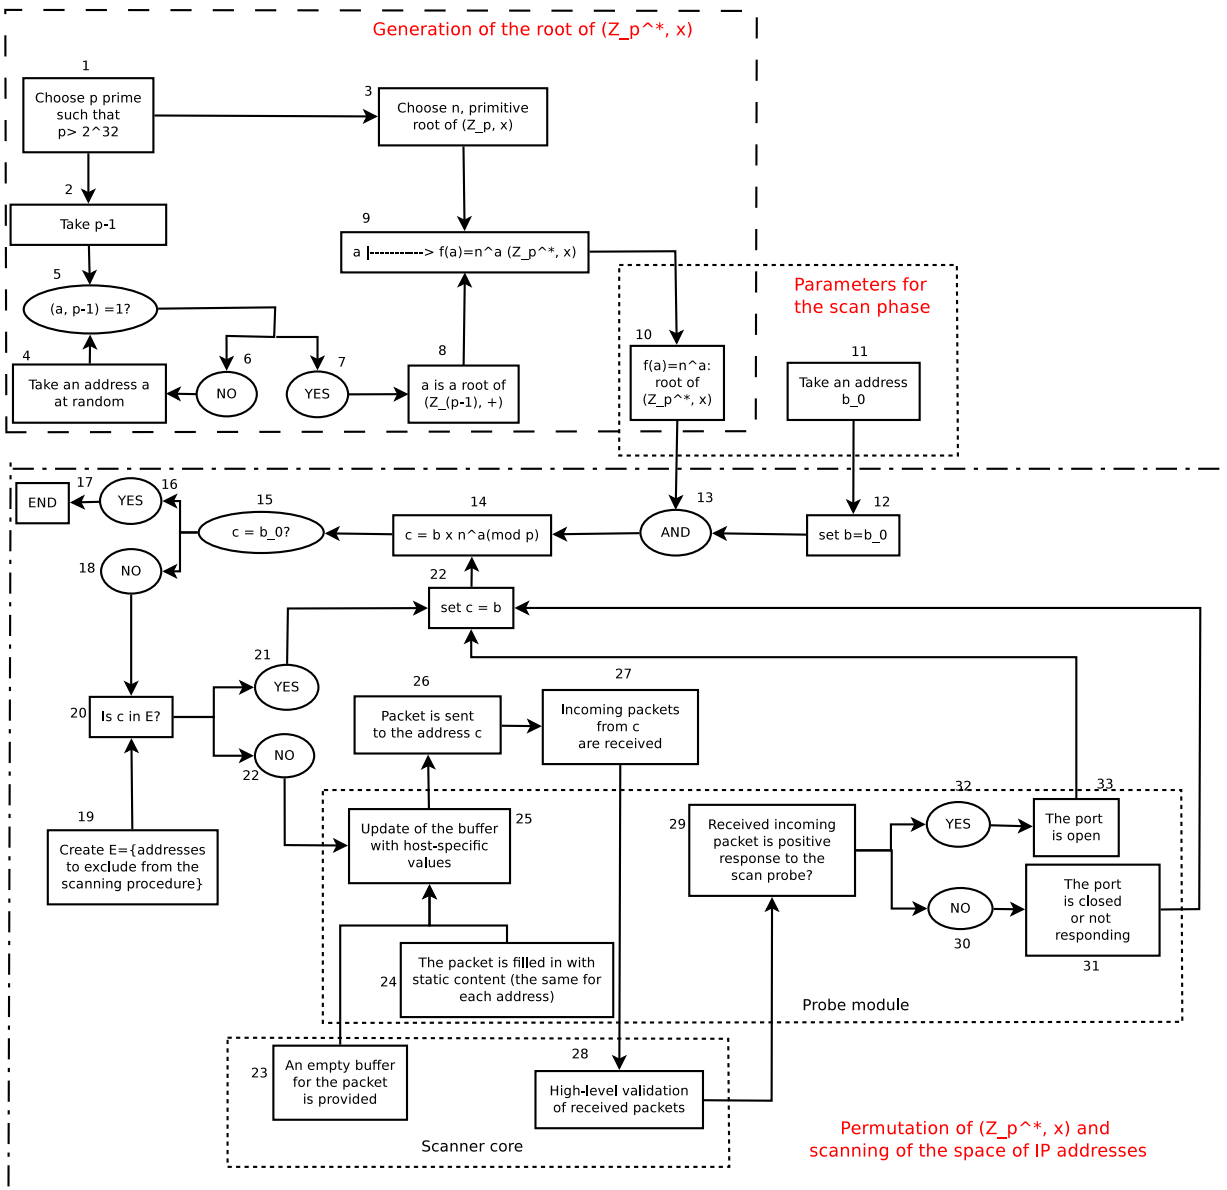 Generation of the root of (Z_p^*, x)
1
Choose p prime
such that
p> 2^32
3
Choose n, primitive
root of (Z_p, x)
2
Take p-1
9
a |-----------> f(a)=n^a (Z_p^*, x)
5
(a, p-1) =1?
4
Take an address a
at random
6
NO
7
YES
8
a is a root of
(Z_(p-1), +)
Parameters for
the scan phase
10
f(a)=n^a:
root of
(Z_p^*, x)
11
Take an address
b_0
17
END
16
YES
15
c = b_0?
14
c = b x n^a(mod p)
13
AND
12
set b=b_0
18
NO
22
set c = b
21
YES
20
Is c in E?
22
NO
19
Create E={addresses
to exclude from the
scanning procedure}
26
Packet is sent
to the address c
27
Incoming packets
from c
are received
25
Update of the buffer
with host-specific
values
24
The packet is filled in with
static content (the same for
each address)
29
Received incoming
packet is positive
response to the
scan probe?
32
YES
33
The port
is open
30
NO
31
The port
is closed
or not
responding
Probe module
23
An empty buffer
for the packet
is provided
28
High-level validation
of received packets
Scanner core
Permutation of (Z_p^*, x) and
scanning of the space of IP addresses